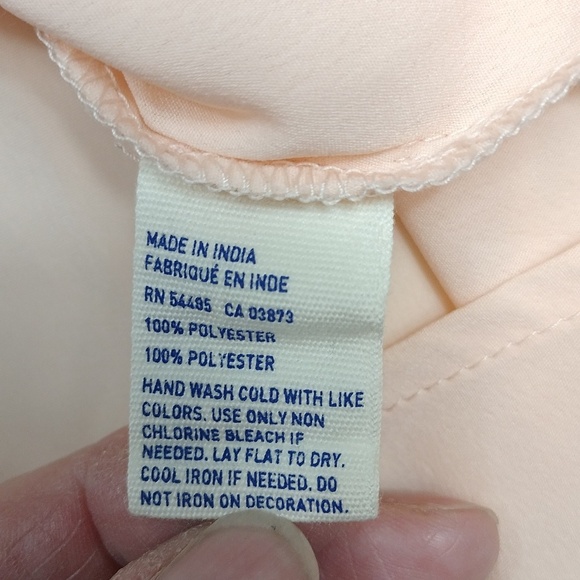 MADE IN INDIA
FABRIQUÉ EN INDE
RN 54485 CA 03873
100% POLYESTER
100% POLYESTER
HAND WASH COLD WITH LIKE
COLORS. USE ONLY NON
CHLORINE BLEACH IF
NEEDED. LAY FLAT TO DRY.
COOL IRON IF NEEDED. DO
NOT IRON ON DECORATION.